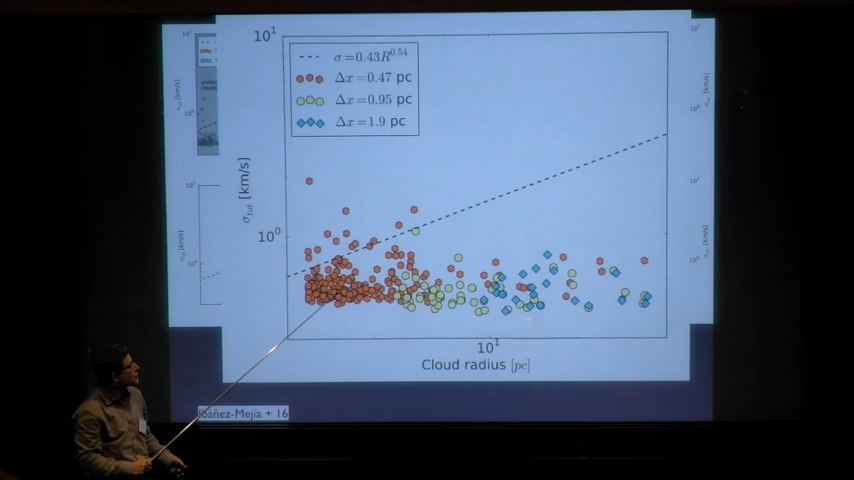 10¹
σ = 0.43R^0.54
Δx = 0.47 pc
Δx = 0.95 pc
Δx = 1.9 pc
σ_tot [km/s]
10⁰
10¹
Cloud radius [pc]
Ibáñez-Mejía + 16